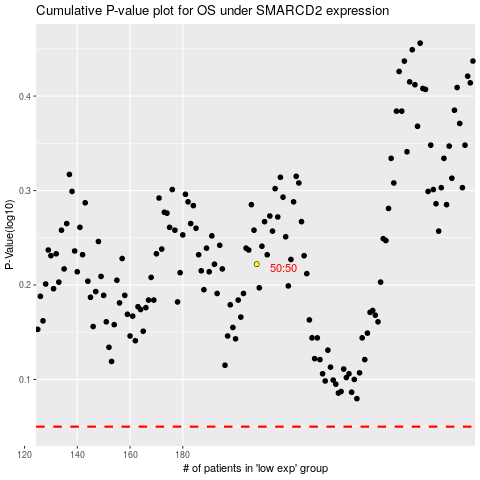 Cumulative P-value plot for OS under SMARCD2 expression
P-Value(log10)
0.4
0.3
0.2
0.1
50:50
120 140 160 180
# of patients in 'low exp' group